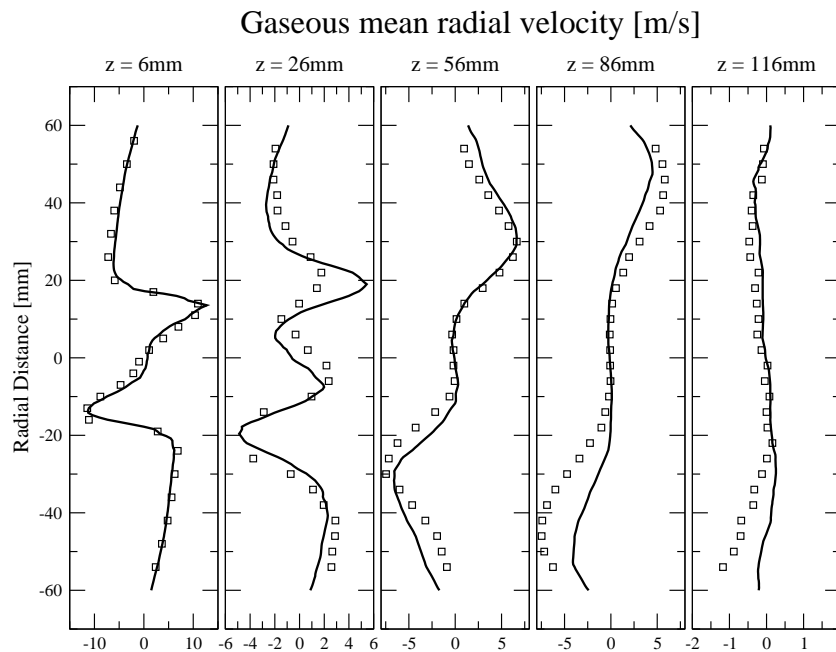 Gaseous mean radial velocity [m/s]
z = 6mm z = 26mm z = 56mm z = 86mm z = 116mm
60
40
20
0
-20
-40
-60
Radial Distance [mm]
-10 0 10 -6 -4 -2 0 2 4 6 -5 0 5 -5 0 5 -2 -1 0 1 2